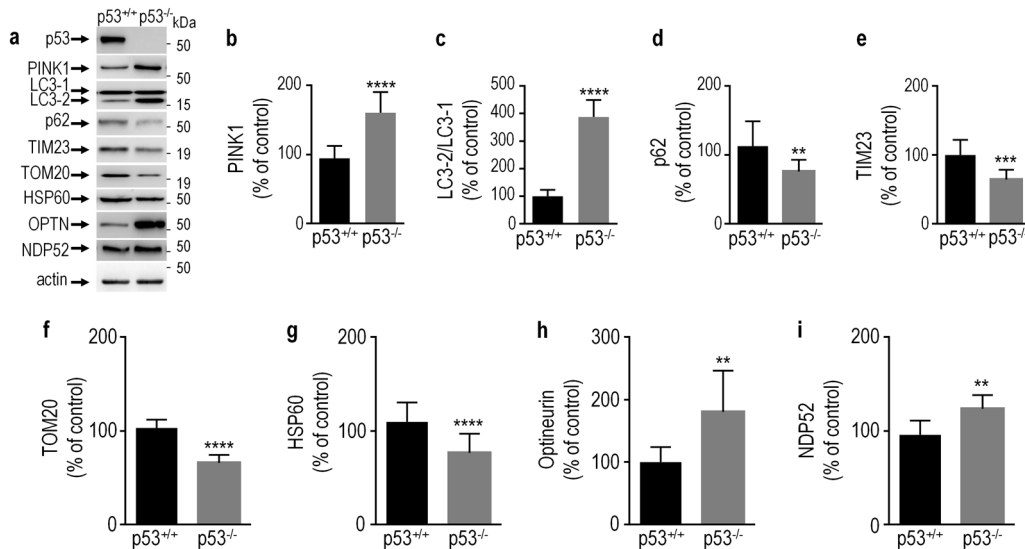 a
p53+/+ p53-/- kDa
p53
50
PINK1
50
LC3-1
LC3-2
15
p62
50
TIM23
19
TOM20
19
HSP60
50
OPTN
50
NDP52
50
actin
50
b
PINK1
(% of control)
200
100
0
****
p53+/+ p53-/-
c
LC3-2/LC3-1
(% of control)
500
400
300
200
100
0
****
p53+/+ p53-/-
d
p62
(% of control)
200
100
0
**
p53+/+ p53-/-
e
TIM23
(% of control)
200
100
0
***
p53+/+ p53-/-
f
TOM20
(% of control)
200
100
0
****
p53+/+ p53-/-
g
HSP60
(% of control)
200
100
0
****
p53+/+ p53-/-
h
Optineurin
(% of control)
300
200
100
0
**
p53+/+ p53-/-
i
NDP52
(% of control)
200
100
0
**
p53+/+ p53-/-